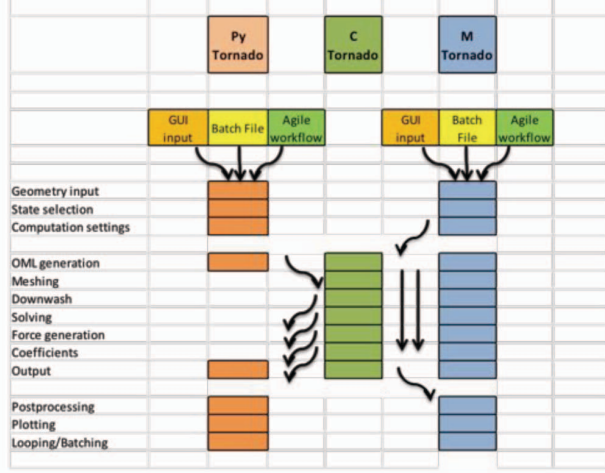 Py
Tornado
C
Tornado
M
Tornado
GUI
input
Batch File
Agile
workflow
GUI
input
Batch
File
Agile
workflow
Geometry input
State selection
Computation settings
OML generation
Meshing
Downwash
Solving
Force generation
Coefficients
Output
Postprocessing
Plotting
Looping/Batching